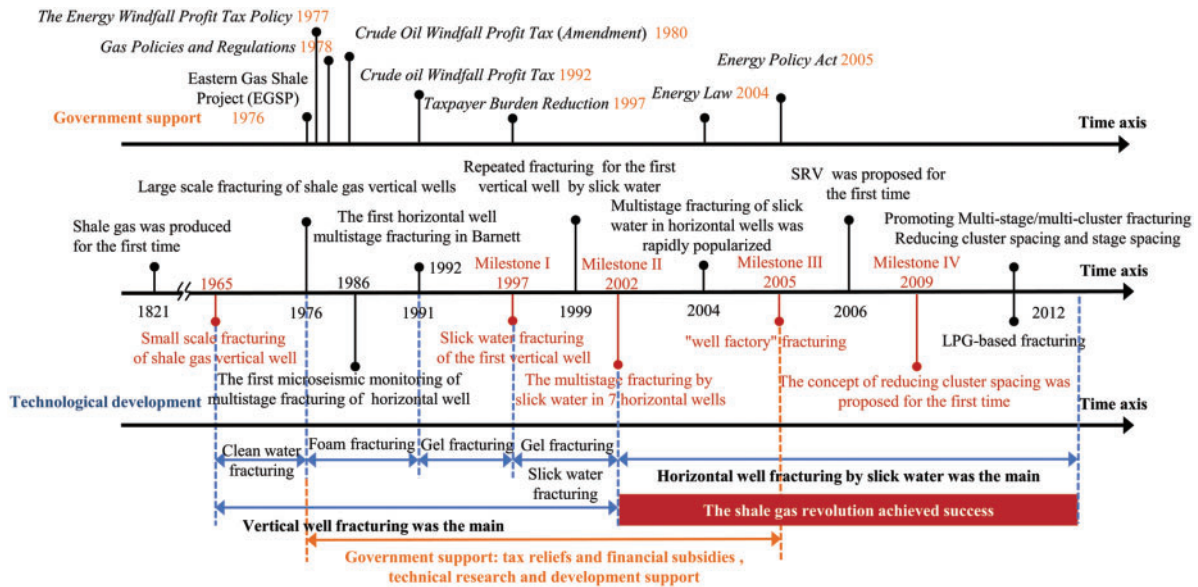 The Energy Windfall Profit Tax Policy 1977
Gas Policies and Regulations 1978
Crude Oil Windfall Profit Tax (Amendment) 1980
Energy Policy Act 2005
Eastern Gas Shale
Project (EGSP)
Crude oil Windfall Profit Tax 1992
Taxpayer Burden Reduction 1997
Energy Law 2004
Government support 1976
Time axis
Large scale fracturing of shale gas vertical wells
Repeated fracturing for the first
vertical well by slick water
SRV was proposed for
the first time
Shale gas was produced
for the first time
The first horizontal well
multistage fracturing in Barnett
Multistage fracturing of slick
water in horizontal wells was
rapidly popularized
Promoting Multi-stage/multi-cluster fracturing
Reducing cluster spacing and stage spacing
1965
1986
1992
Milestone I
1997
Milestone II
2002
Milestone III
2005
Milestone IV
2009
Time axis
1821
1976
1991
1999
2004
2006
2012
Small scale fracturing
of shale gas vertical well
Slick water fracturing
of the first vertical well
"well factory" fracturing
LPG-based fracturing
The first microseismic monitoring of
multistage fracturing of horizontal well
The multistage fracturing by
slick water in 7 horizontal wells
The concept of reducing cluster spacing was
proposed for the first time
Technological development
Time axis
Clean water
fracturing
Foam fracturing
Gel fracturing
Gel fracturing
Slick water
fracturing
Horizontal well fracturing by slick water was the main
Vertical well fracturing was the main
The shale gas revolution achieved success
Government support: tax reliefs and financial subsidies ,
technical research and development support